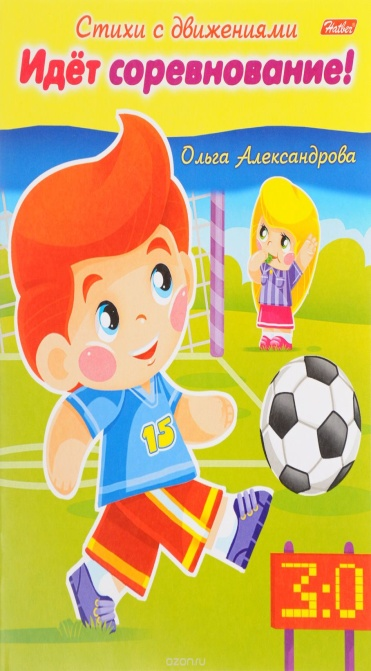 Стихи с движениями
Hatber
Идёт соревнование!
Ольга Александрова
15
3:0
ozon.ru